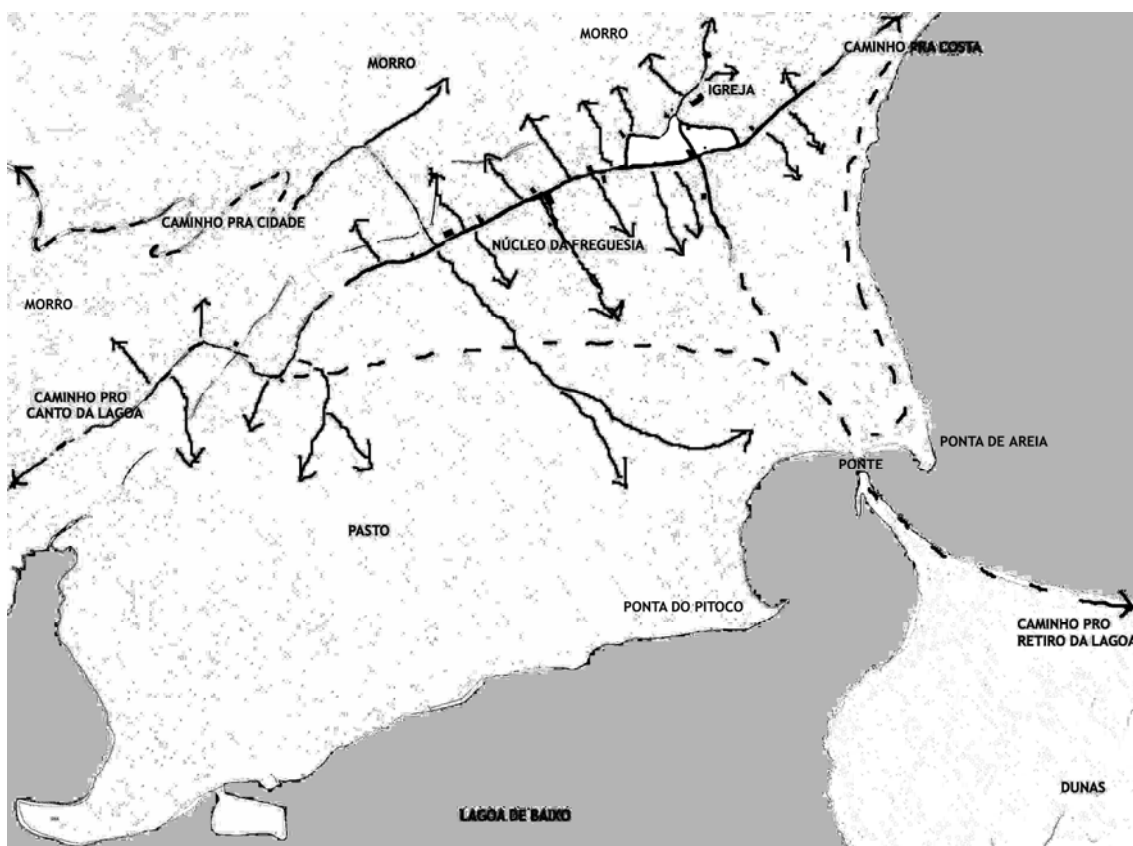 MORRO
CAMINHO PRA COSTA
MORRO
IGREJA
CAMINHO PRA CIDADE
NÚCLEO DA FREGUESIA
MORRO
CAMINHO PRO
CANTO DA LAGOA
PONTA DE AREIA
PONTE
PASTO
PONTA DO PITOCO
CAMINHO PRO
RETIRO DA LAGOA
DUNAS
LAGOA DE BAIXO